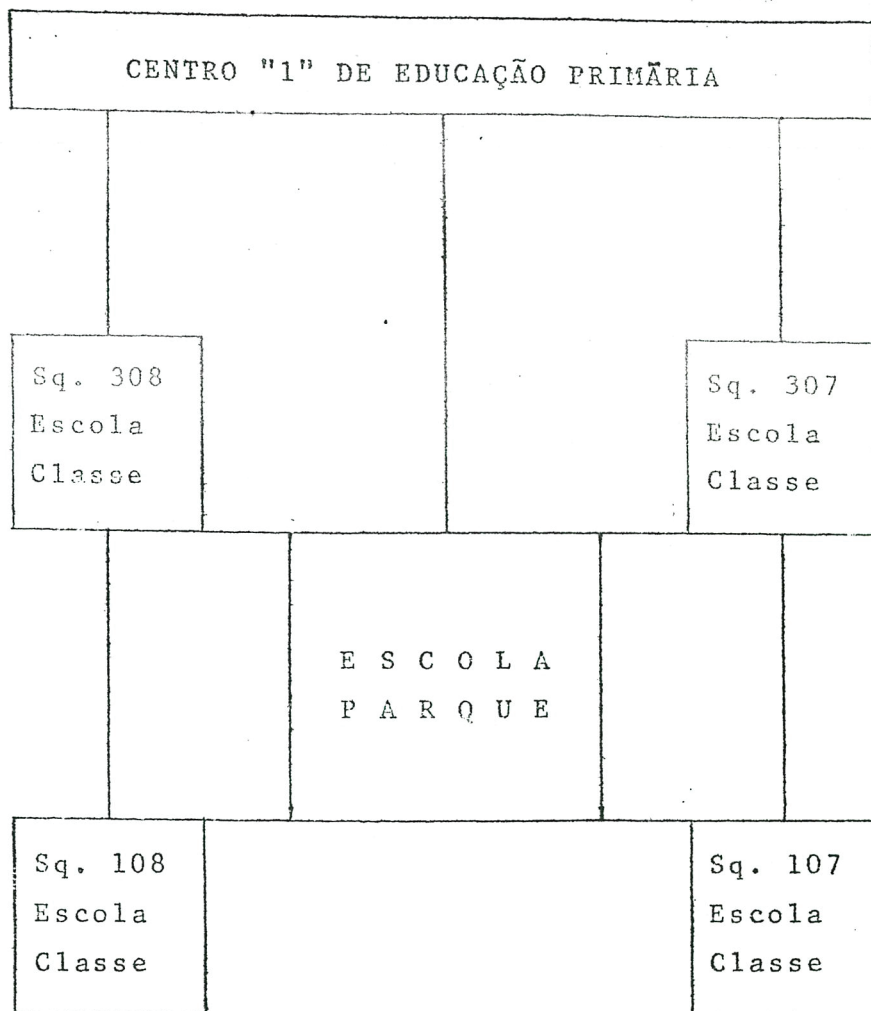 CENTRO "1" DE EDUCAÇÃO PRIMÃRIA
Sq. 308
Escola
Classe
Sq. 307
Escola
Classe
E S C O L A
P A R Q U E
Sq. 108
Escola
Classe
Sq. 107
Escola
Classe